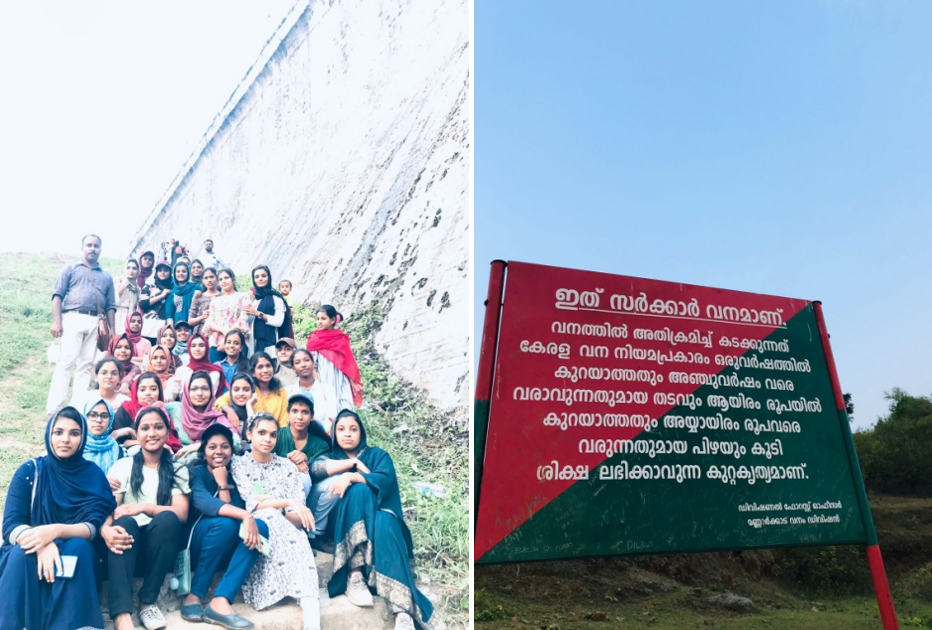 ഇത് സർക്കാർ വനമാണ്.
വനത്തിൽ അതിക്രമിച്ച് കടക്കുന്നത്
കേരള വന നിയമപ്രകാരം ഒരുവർഷത്തിൽ
കുറയാത്തതും അഞ്ചുവർഷം വരെ
വരാവുന്നതുമായ തടവും ആയിരം രൂപയിൽ
കുറയാത്തതും അയ്യായിരം രൂപവരെ
വരുന്നതുമായ പിഴയും കൂടി
ശിക്ഷ ലഭിക്കാവുന്ന കുറ്റകൃത്യമാണ്.
ഡിവിഷണൽ ഫോറസ്റ്റ് ഓഫീസർ
മണ്ണാർക്കാട് വനം ഡിവിഷൻ